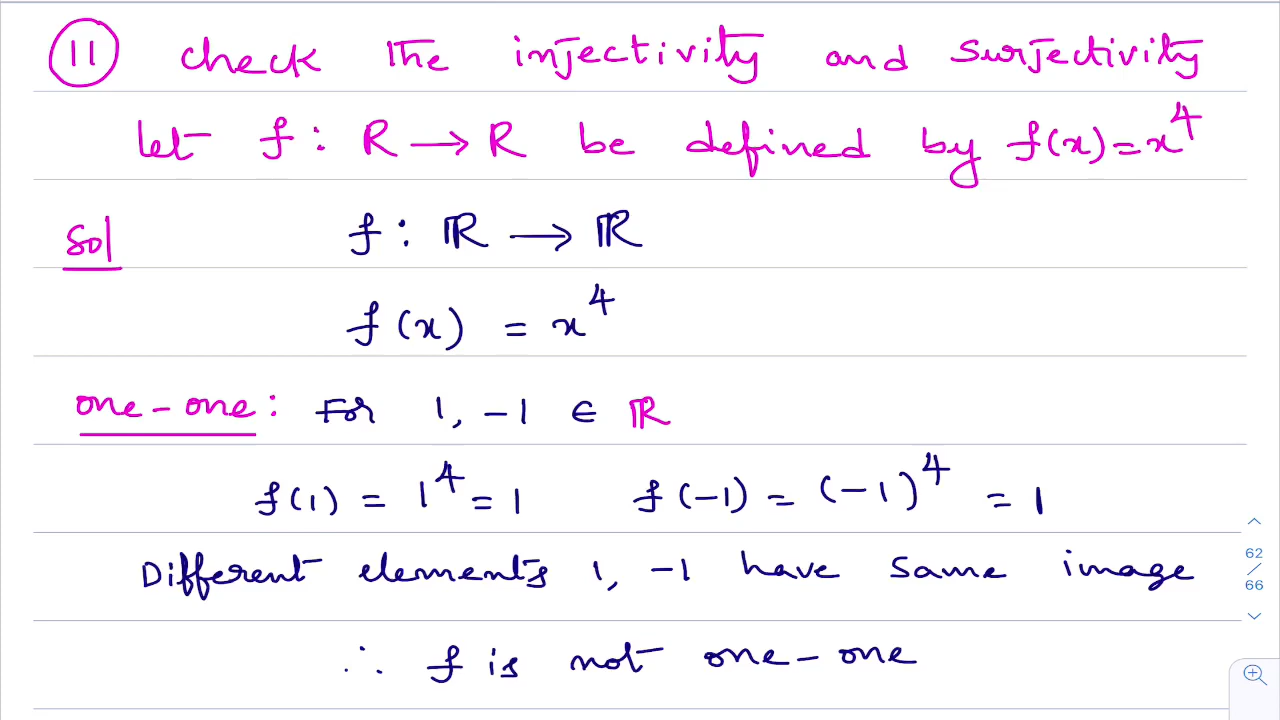 11 check the injectivity and surjectivity
let f : R → R be defined by f(x) = x⁴
Sol f : ℝ → ℝ
f(x) = x⁴
one-one : For 1, -1 ∈ ℝ
f(1) = 1⁴ = 1 f(-1) = (-1)⁴ = 1
Different elements 1, -1 have same image
∴ f is not one-one
62
/
66